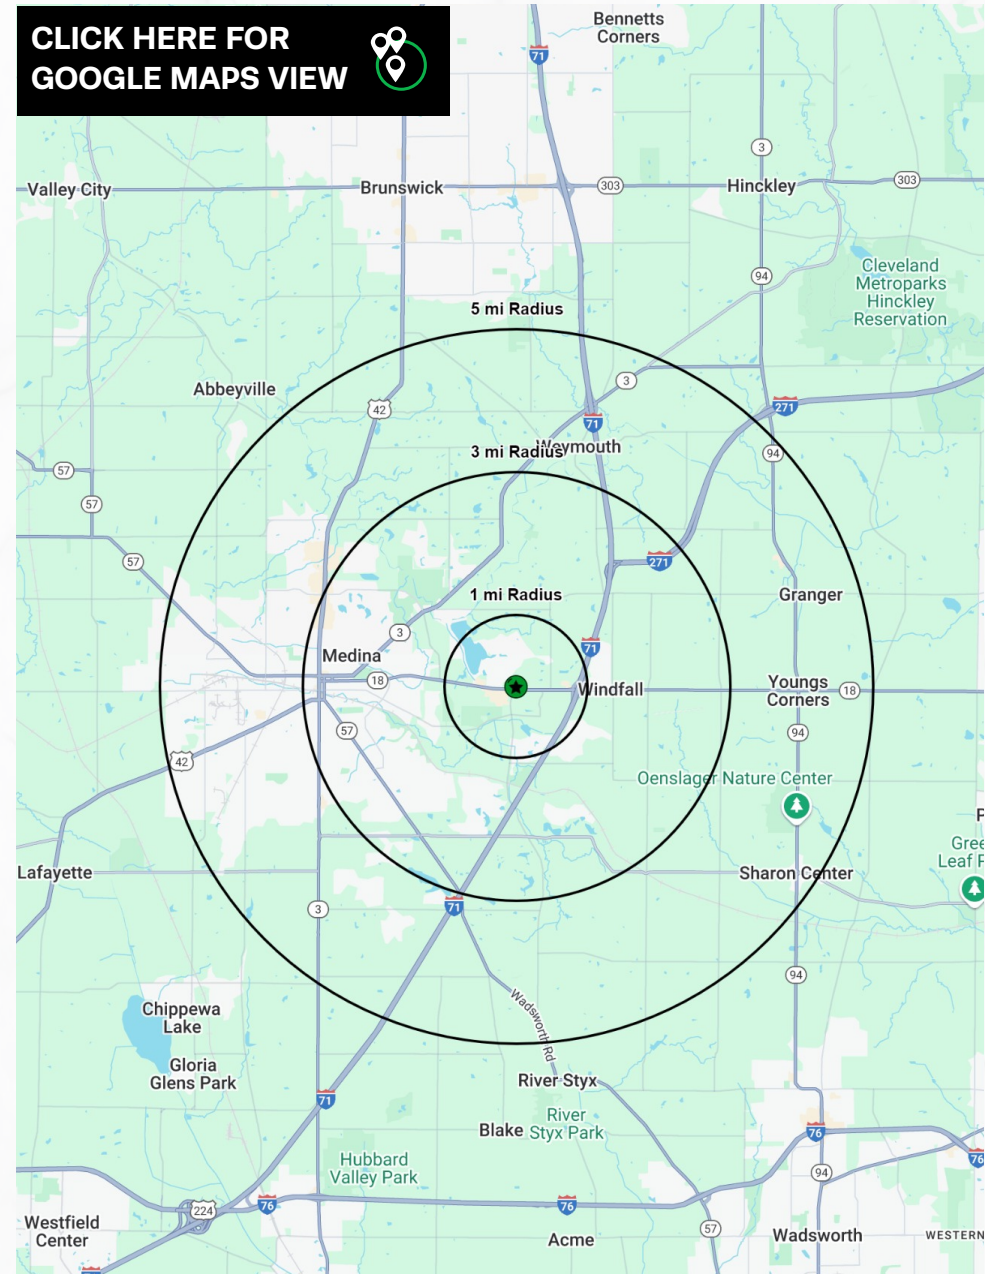 CLICK HERE FOR
GOOGLE MAPS VIEW
Bennetts
Corners
71
3
Valley City
Brunswick
303
Hinckley
303
94
Cleveland
Metroparks
Hinckley
Reservation
5 mi Radius
Abbeyville
42
3
271
71
Weymouth
3 mi Radius
94
57
57
57
271
1 mi Radius
Granger
3
71
Medina
18
Windfall
Youngs
Corners
18
57
94
42
Oenslager Nature Center
P
Gree
Leaf P
Lafayette
Sharon Center
71
3
94
Wadsworth Rd
Chippewa
Lake
Gloria
Glens Park
River Styx
71
Blake
River
Styx Park
76
76
Hubbard
Valley Park
94
224
76
76
57
Westfield
Center
Acme
Wadsworth
WESTERN